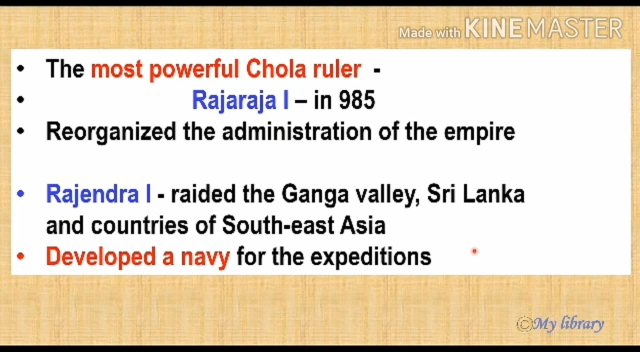 Made with KINEMASTER
• The most powerful Chola ruler -
• Rajaraja I – in 985
• Reorganized the administration of the empire
• Rajendra I - raided the Ganga valley, Sri Lanka
and countries of South-east Asia
• Developed a navy for the expeditions
©My library